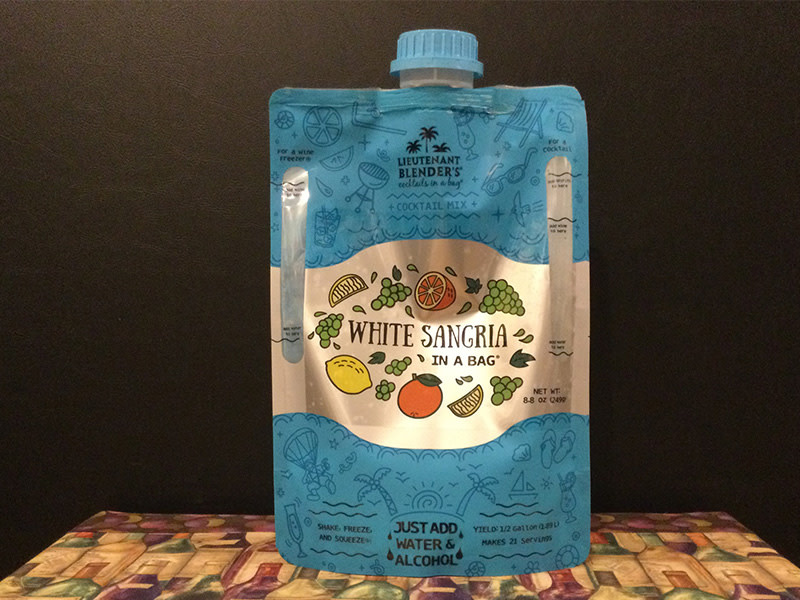 LIEUTENANT
BLENDER'S
cocktails in a bag®
COCKTAIL MIX
For a wine
freezer®
For a
cocktail
WHITE SANGRIA
IN A BAG®
NET WT.
8.8 oz (249g)
SHAKE, FREEZE,
AND SQUEEZE®
JUST ADD
WATER &
ALCOHOL
YIELD: 1/2 Gallon (1.89 L)
MAKES 21 SERVINGS